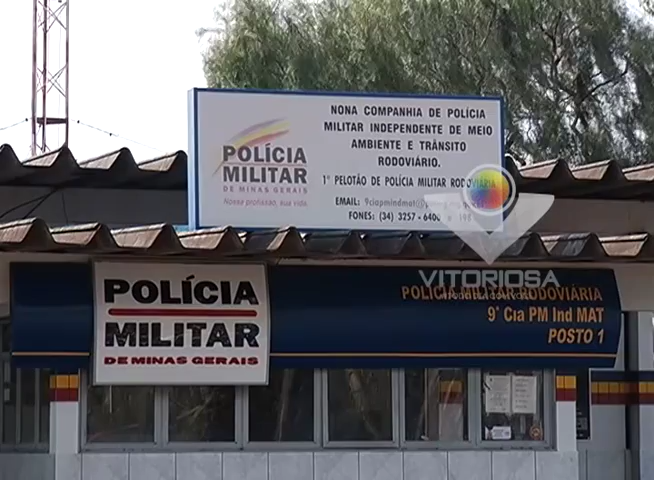 NONA COMPANHIA DE POLÍCIA
MILITAR INDEPENDENTE DE MEIO
AMBIENTE E TRÂNSITO
RODOVIÁRIO.
1º PELOTÃO DE POLÍCIA MILITAR RODOVIÁRIA
EMAIL:
FONES: (34) 3257 - 6400
POLÍCIA
MILITAR
DE MINAS GERAIS
Nossa profissão, sua vida.
VITORIOSA
POLÍCIA
MILITAR
DE MINAS GERAIS
POLÍCIA MILITAR RODOVIÁRIA
9ª Cia PM Ind MAT
POSTO 1